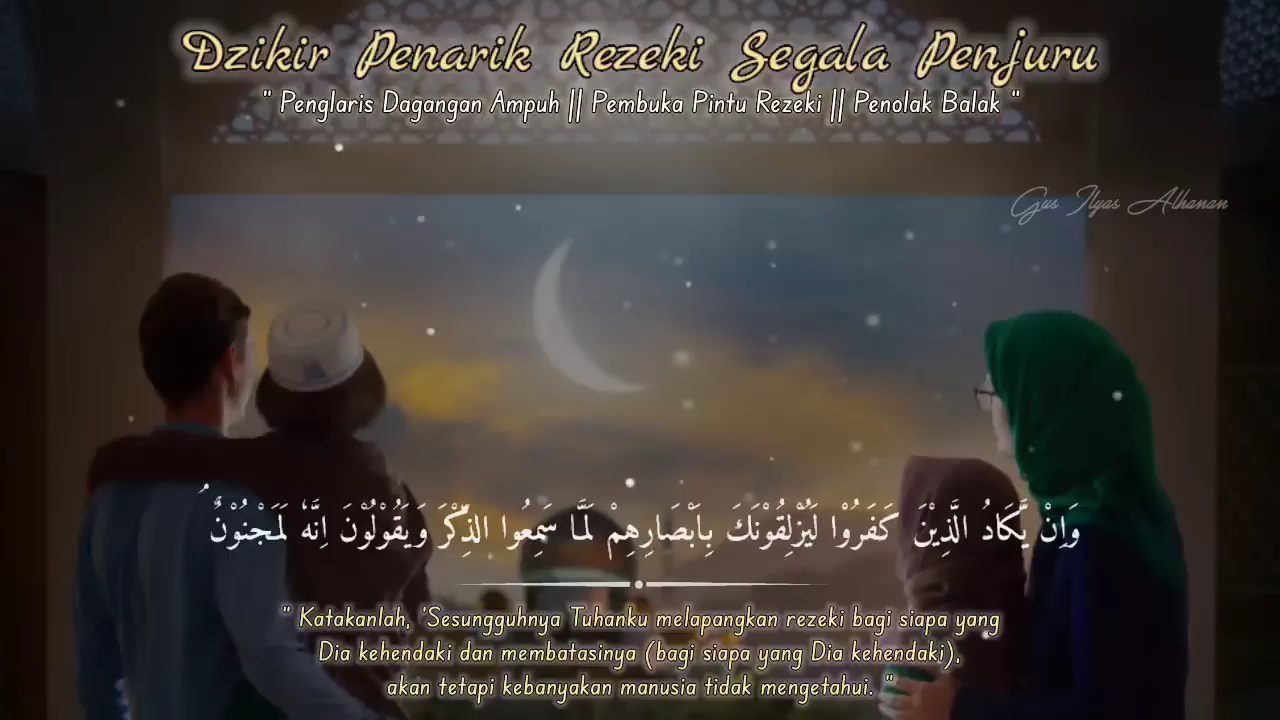 Dzikir Penarik Rezeki Segala Penjuru
" Penglaris Dagangan Ampuh || Pembuka Pintu Rezeki || Penolak Balak "
Gus Ilyas Alhanan
وَاِنْ يَّكَادُ الَّذِيْنَ كَفَرُوْا لَيُزْلِقُوْنَكَ بِاَبْصَارِهِمْ لَمَّا سَمِعُوا الذِّكْرَ وَيَقُوْلُوْنَ اِنَّهٗ لَمَجْنُوْنٌ ۘ
" Katakanlah, 'Sesungguhnya Tuhanku melapangkan rezeki bagi siapa yang
Dia kehendaki dan membatasinya (bagi siapa yang Dia kehendaki),
akan tetapi kebanyakan manusia tidak mengetahui. "